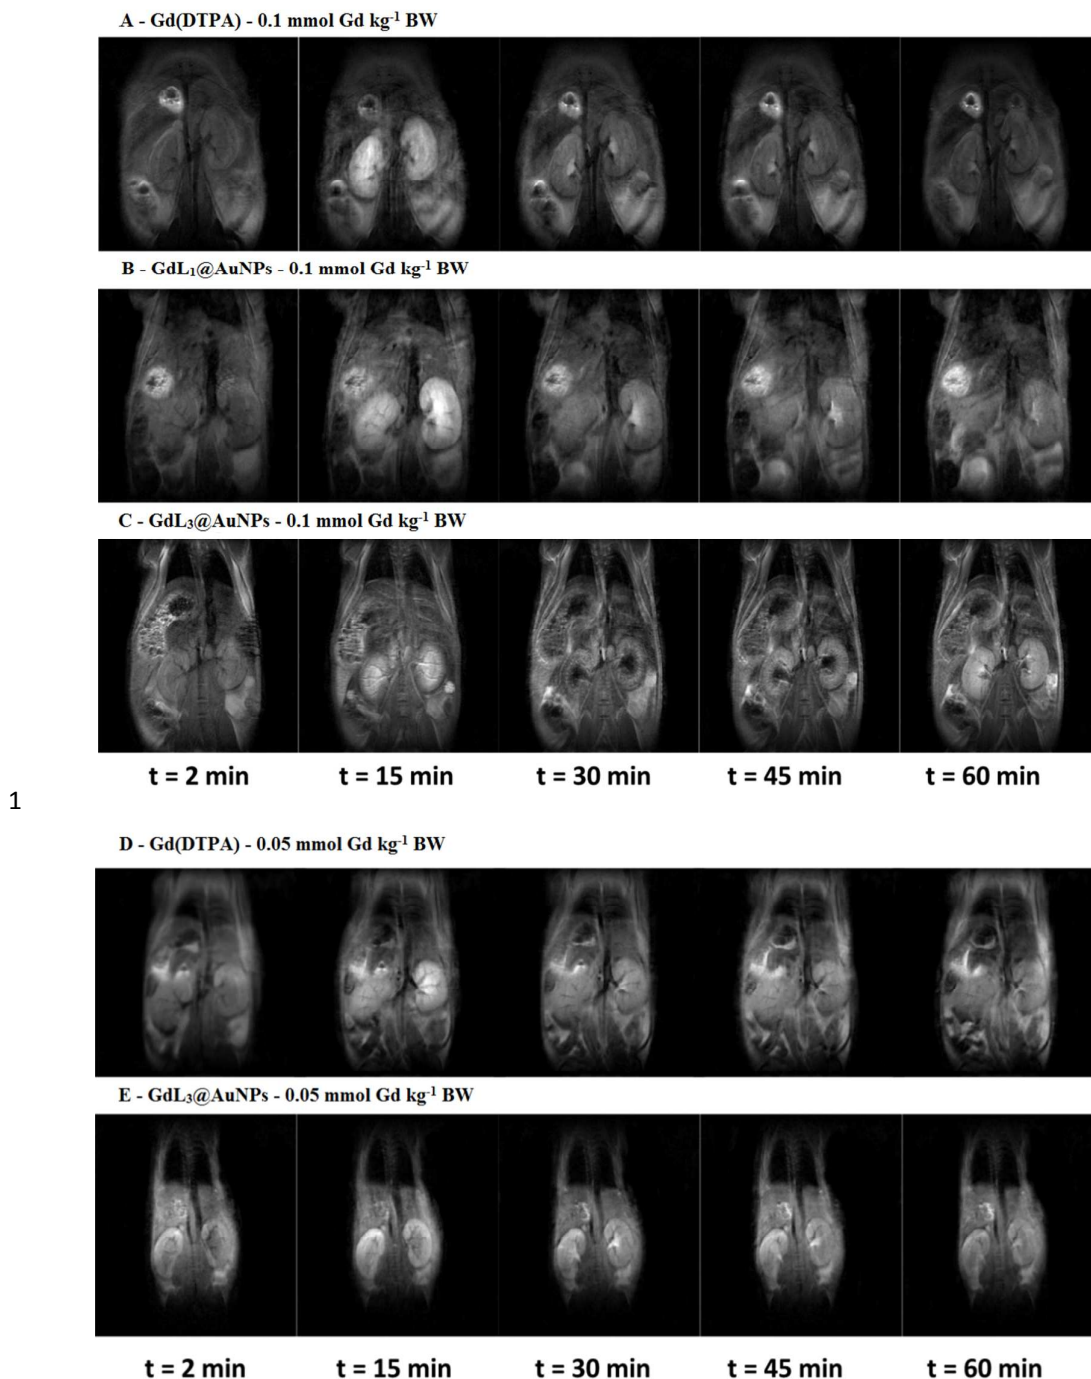 A - Gd(DTPA) - 0.1 mmol Gd kg⁻¹ BW
B - GdL₁@AuNPs - 0.1 mmol Gd kg⁻¹ BW
C - GdL₃@AuNPs - 0.1 mmol Gd kg⁻¹ BW
t = 2 min t = 15 min t = 30 min t = 45 min t = 60 min
1
D - Gd(DTPA) - 0.05 mmol Gd kg⁻¹ BW
E - GdL₃@AuNPs - 0.05 mmol Gd kg⁻¹ BW
t = 2 min t = 15 min t = 30 min t = 45 min t = 60 min